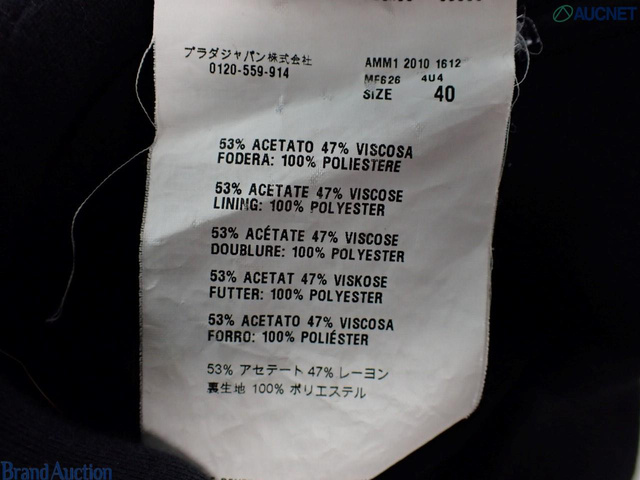 AUCNET
プラダジャパン株式会社
0120-559-914
AMM1 2010 1612
MF626 4U4
SIZE 40
53% ACETATO 47% VISCOSA
FODERA: 100% POLIESTERE
53% ACETATE 47% VISCOSE
LINING: 100% POLYESTER
53% ACÉTATE 47% VISCOSE
DOUBLURE: 100% POLYESTER
53% ACETAT 47% VISKOSE
FUTTER: 100% POLYESTER
53% ACETATO 47% VISCOSA
FORRO: 100% POLIÉSTER
53% アセテート 47% レーヨン
裏生地 100% ポリエステル
Brand Auction